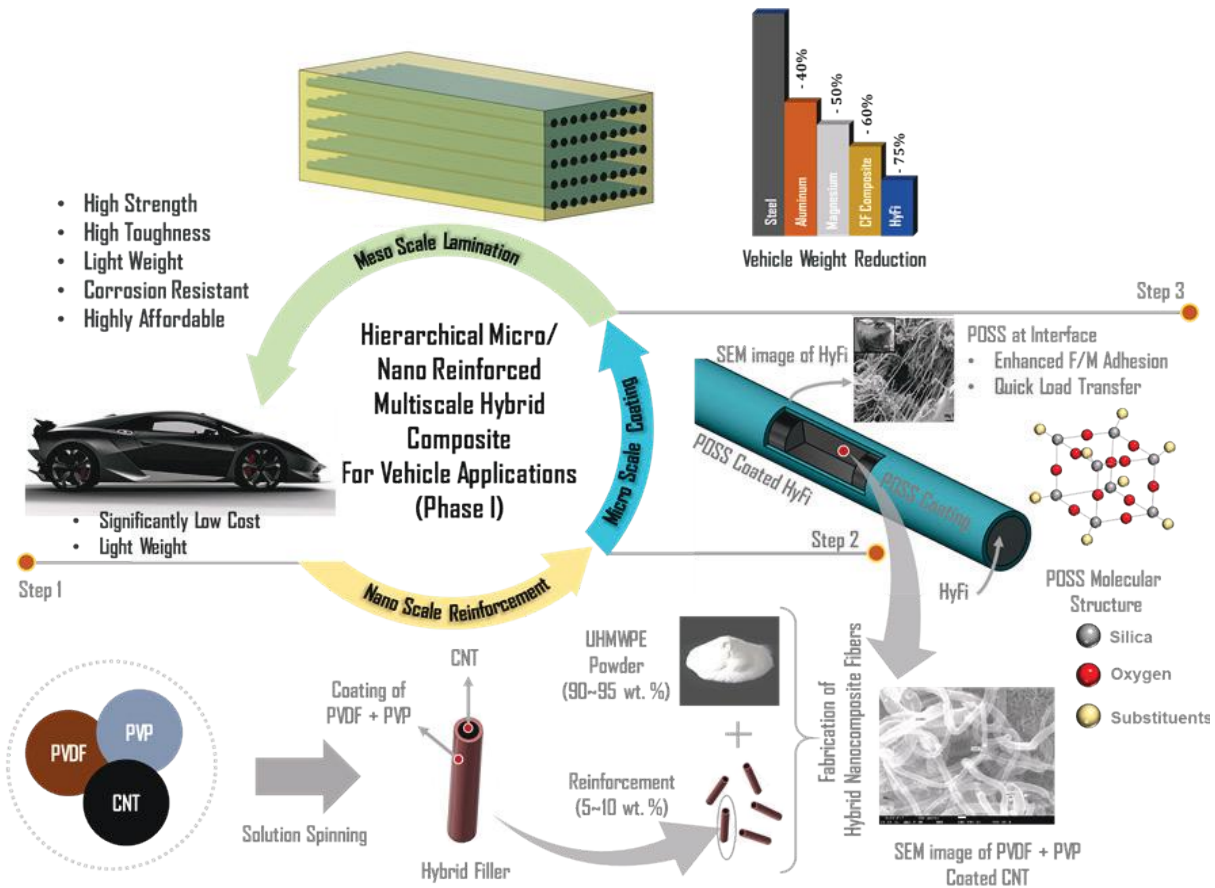 - 40%
- 50%
- 60%
- 75%
Steel
Aluminum
Magnesium
CF Composite
HyFi
Vehicle Weight Reduction
• High Strength
• High Toughness
• Light Weight
• Corrosion Resistant
• Highly Affordable
Meso Scale Lamination
Micro Scale Coating
Nano Scale Reinforcement
Hierarchical Micro/
Nano Reinforced
Multiscale Hybrid
Composite
For Vehicle Applications
(Phase I)
• Significantly Low Cost
• Light Weight
Step 1
Step 2
Step 3
SEM image of HyFi
POSS at Interface
• Enhanced F/M Adhesion
• Quick Load Transfer
POSS Coated HyFi
POSS Coating
HyFi
POSS Molecular
Structure
Silica
Oxygen
Substituents
PVDF
PVP
CNT
Solution Spinning
Coating of
PVDF + PVP
CNT
Hybrid Filler
UHMWPE
Powder
(90~95 wt. %)
+
Reinforcement
(5~10 wt. %)
Fabrication of
Hybrid Nanocomposite Fibers
SEM image of PVDF + PVP
Coated CNT